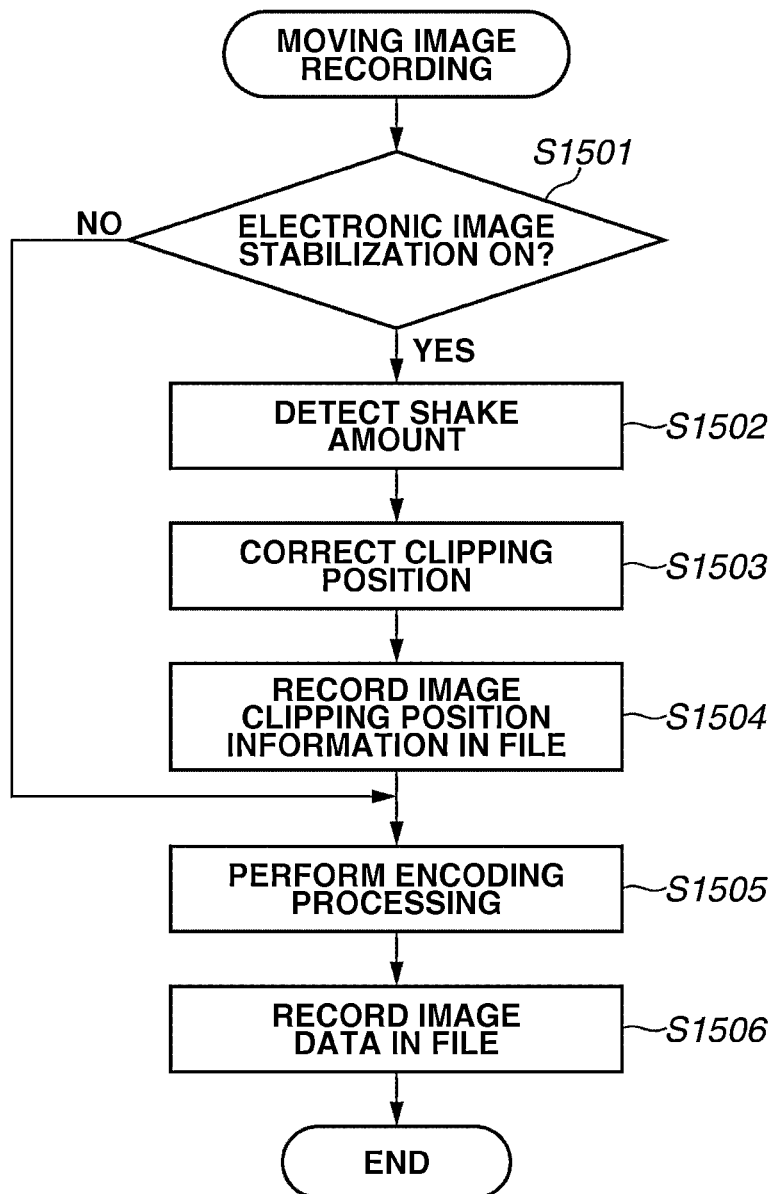 MOVING IMAGE
RECORDING
S1501
NO
ELECTRONIC IMAGE
STABILIZATION ON?
YES
DETECT SHAKE
AMOUNT
S1502
CORRECT CLIPPING
POSITION
S1503
RECORD IMAGE
CLIPPING POSITION
INFORMATION IN FILE
S1504
PERFORM ENCODING
PROCESSING
S1505
RECORD IMAGE
DATA IN FILE
S1506
END